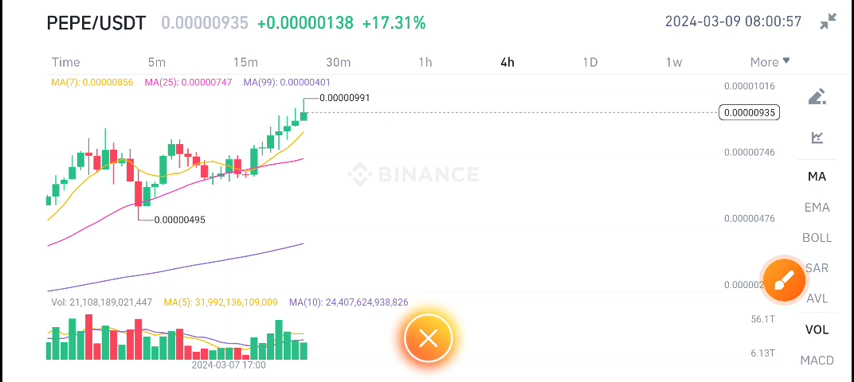 PEPE/USDT 0.00000935 +0.00000138 +17.31% 2024-03-09 08:00:57
Time 5m 15m 30m 1h 4h 1D 1w More
MA(7): 0.00000856 MA(25): 0.00000747 MA(99): 0.00000401
0.00001016
0.00000991
0.00000935
0.00000746
BINANCE
0.00000495
0.00000476
MA
EMA
BOLL
SAR
AVL
VOL
MACD
Vol: 21,108,189,021,447 MA(5): 31,992,136,109,009 MA(10): 24,407,624,938,826
56.1T
6.13T
2024-03-07 17:00